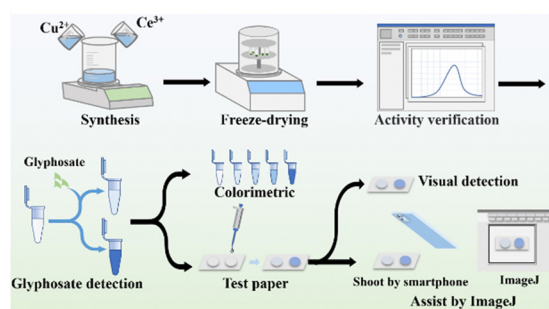 Cu²⁺ Ce³⁺
Synthesis
Freeze-drying
Activity verification
Glyphosate
Glyphosate detection
Colorimetric
Test paper
Visual detection
Shoot by smartphone
ImageJ
Assist by ImageJ